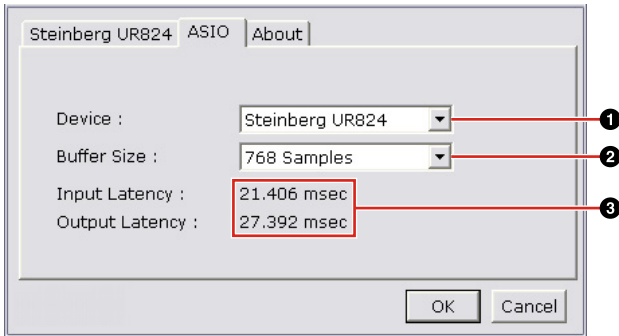 Steinberg UR824 ASIO About
Device : Steinberg UR824 1
Buffer Size : 768 Samples 2
Input Latency : 21.406 msec
3
Output Latency : 27.392 msec
OK Cancel